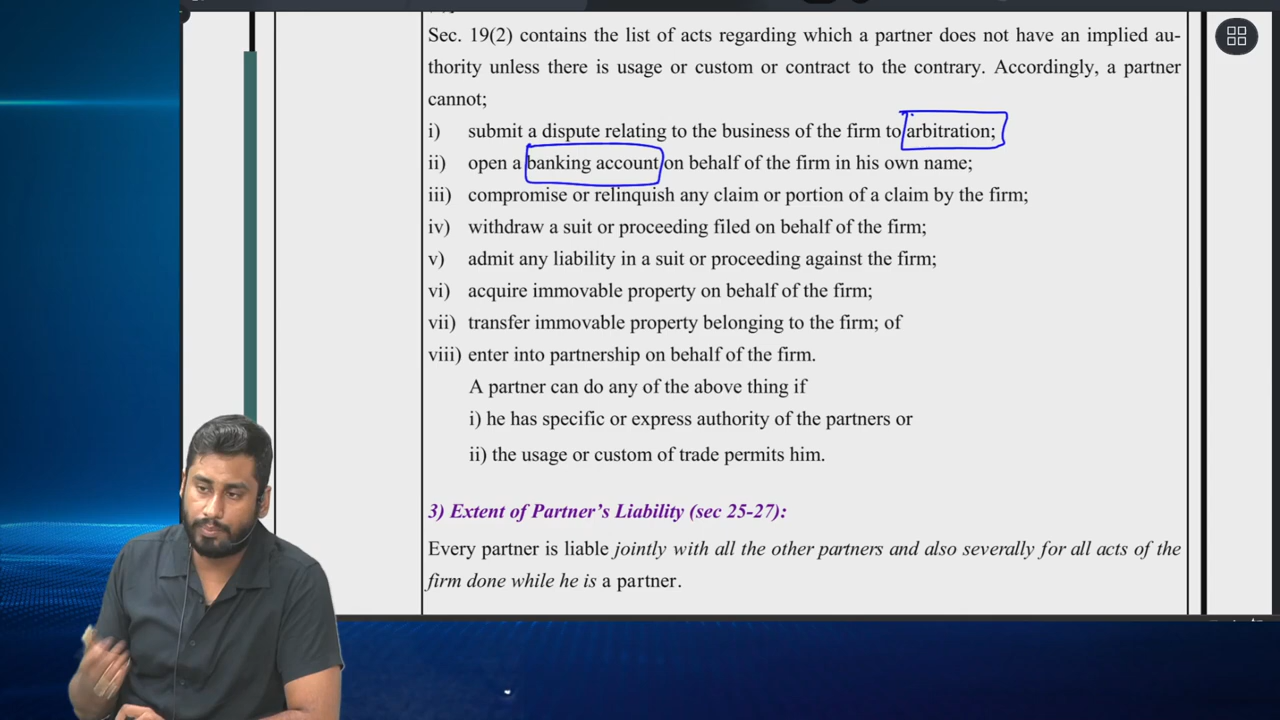 Sec. 19(2) contains the list of acts regarding which a partner does not have an implied au-
thority unless there is usage or custom or contract to the contrary. Accordingly, a partner
cannot;
i) submit a dispute relating to the business of the firm to arbitration;
ii) open a banking account on behalf of the firm in his own name;
iii) compromise or relinquish any claim or portion of a claim by the firm;
iv) withdraw a suit or proceeding filed on behalf of the firm;
v) admit any liability in a suit or proceeding against the firm;
vi) acquire immovable property on behalf of the firm;
vii) transfer immovable property belonging to the firm; of
viii) enter into partnership on behalf of the firm.
A partner can do any of the above thing if
i) he has specific or express authority of the partners or
ii) the usage or custom of trade permits him.
3) Extent of Partner's Liability (sec 25-27):
Every partner is liable jointly with all the other partners and also severally for all acts of the
firm done while he is a partner.